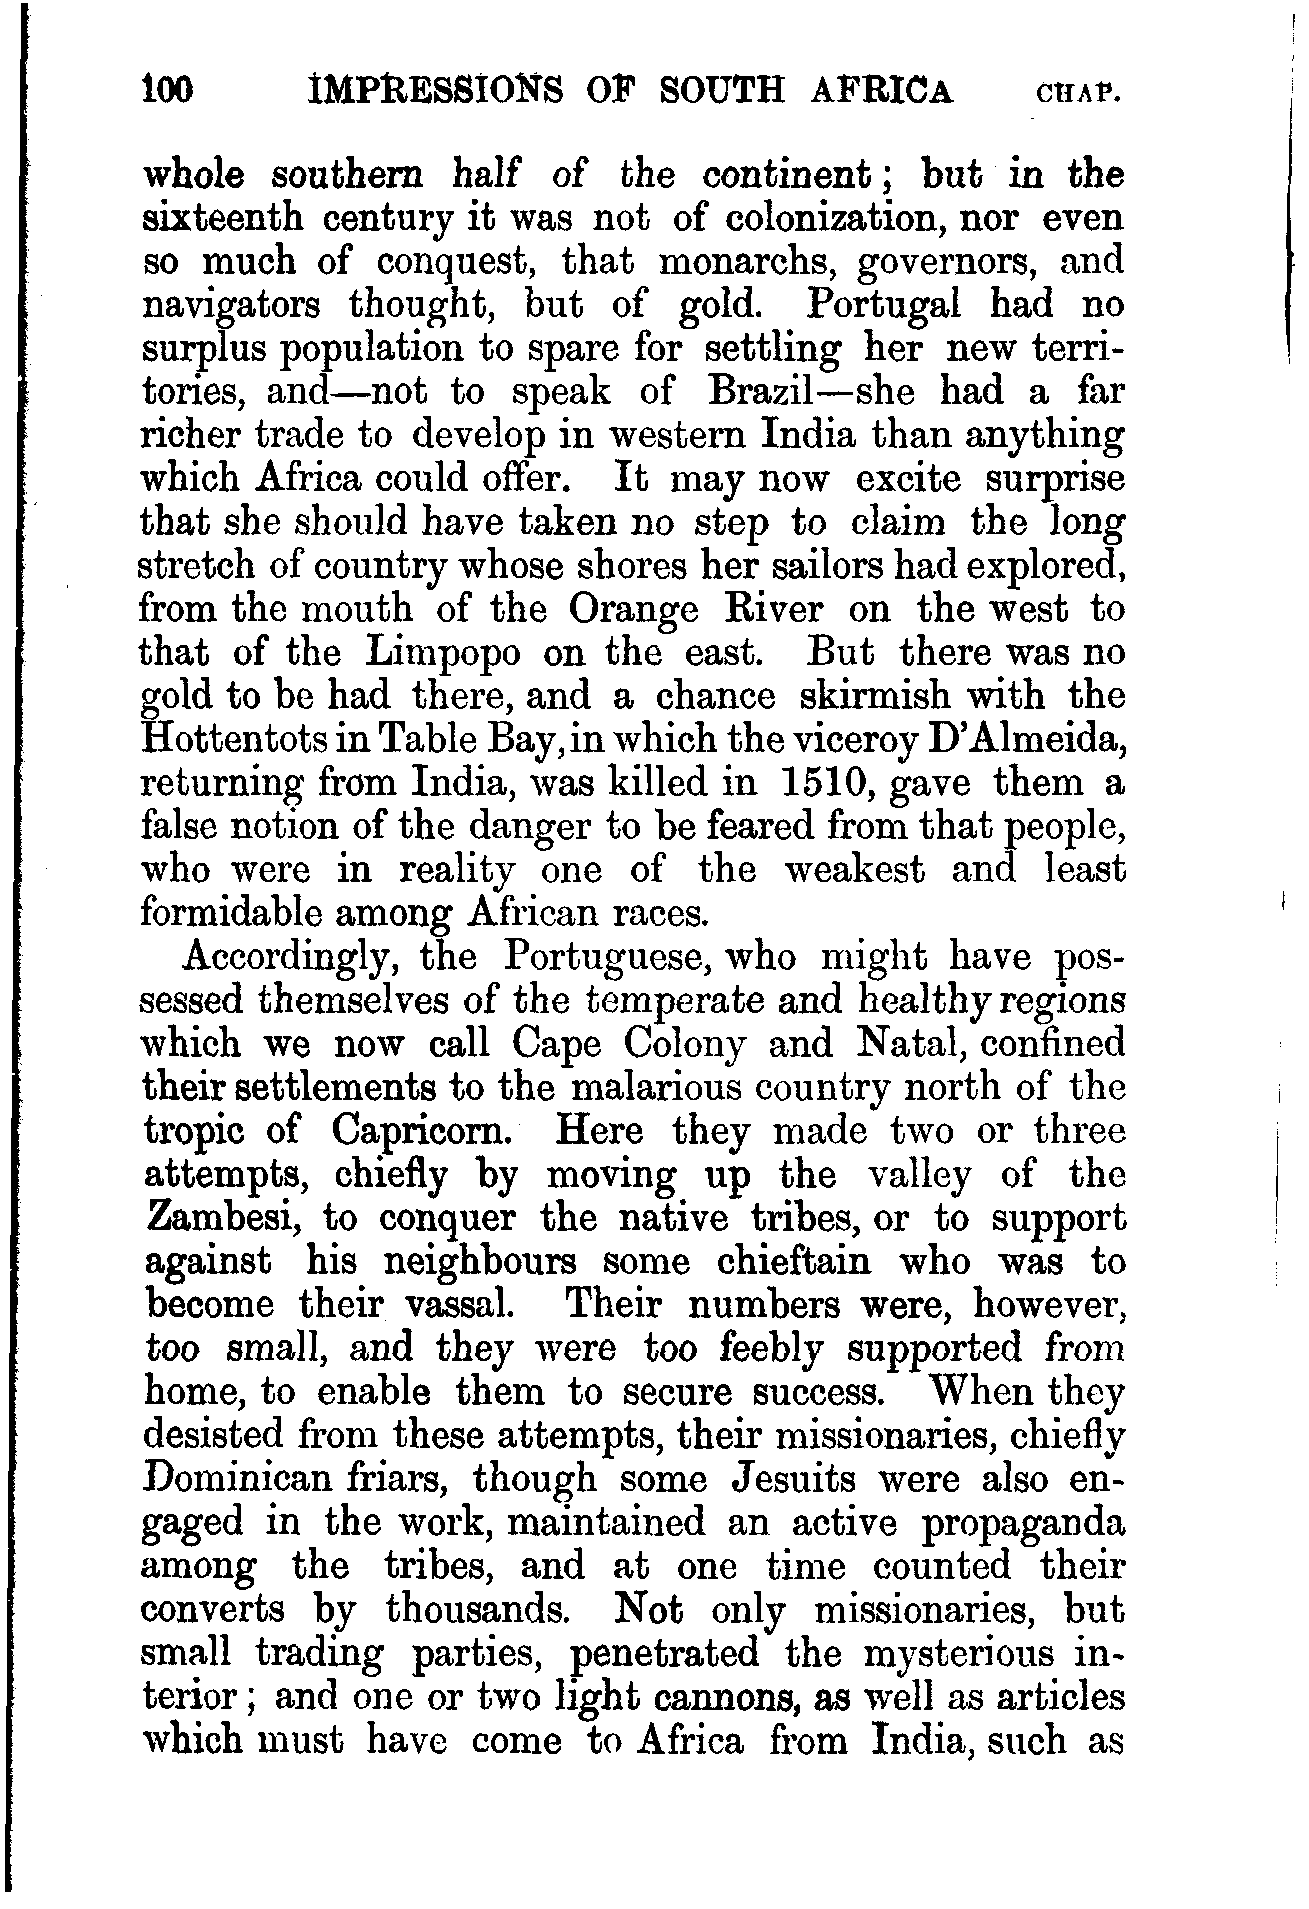 100 IMPRESSIONS OF SOUTH AFRICA CHAP.
whole southern half of the continent; but in the
sixteenth century it was not of colonization, nor even
so much of conquest, that monarchs, governors, and
navigators thought, but of gold. Portugal had no
surplus population to spare for settling her new terri-
tories, and—not to speak of Brazil—she had a far
richer trade to develop in western India than anything
which Africa could offer. It may now excite surprise
that she should have taken no step to claim the long
stretch of country whose shores her sailors had explored,
from the mouth of the Orange River on the west to
that of the Limpopo on the east. But there was no
gold to be had there, and a chance skirmish with the
Hottentots in Table Bay, in which the viceroy D'Almeida,
returning from India, was killed in 1510, gave them a
false notion of the danger to be feared from that people,
who were in reality one of the weakest and least
formidable among African races.
Accordingly, the Portuguese, who might have pos-
sessed themselves of the temperate and healthy regions
which we now call Cape Colony and Natal, confined
their settlements to the malarious country north of the
tropic of Capricorn. Here they made two or three
attempts, chiefly by moving up the valley of the
Zambesi, to conquer the native tribes, or to support
against his neighbours some chieftain who was to
become their vassal. Their numbers were, however,
too small, and they were too feebly supported from
home, to enable them to secure success. When they
desisted from these attempts, their missionaries, chiefly
Dominican friars, though some Jesuits were also en-
gaged in the work, maintained an active propaganda
among the tribes, and at one time counted their
converts by thousands. Not only missionaries, but
small trading parties, penetrated the mysterious in-
terior; and one or two light cannons, as well as articles
which must have come to Africa from India, such as